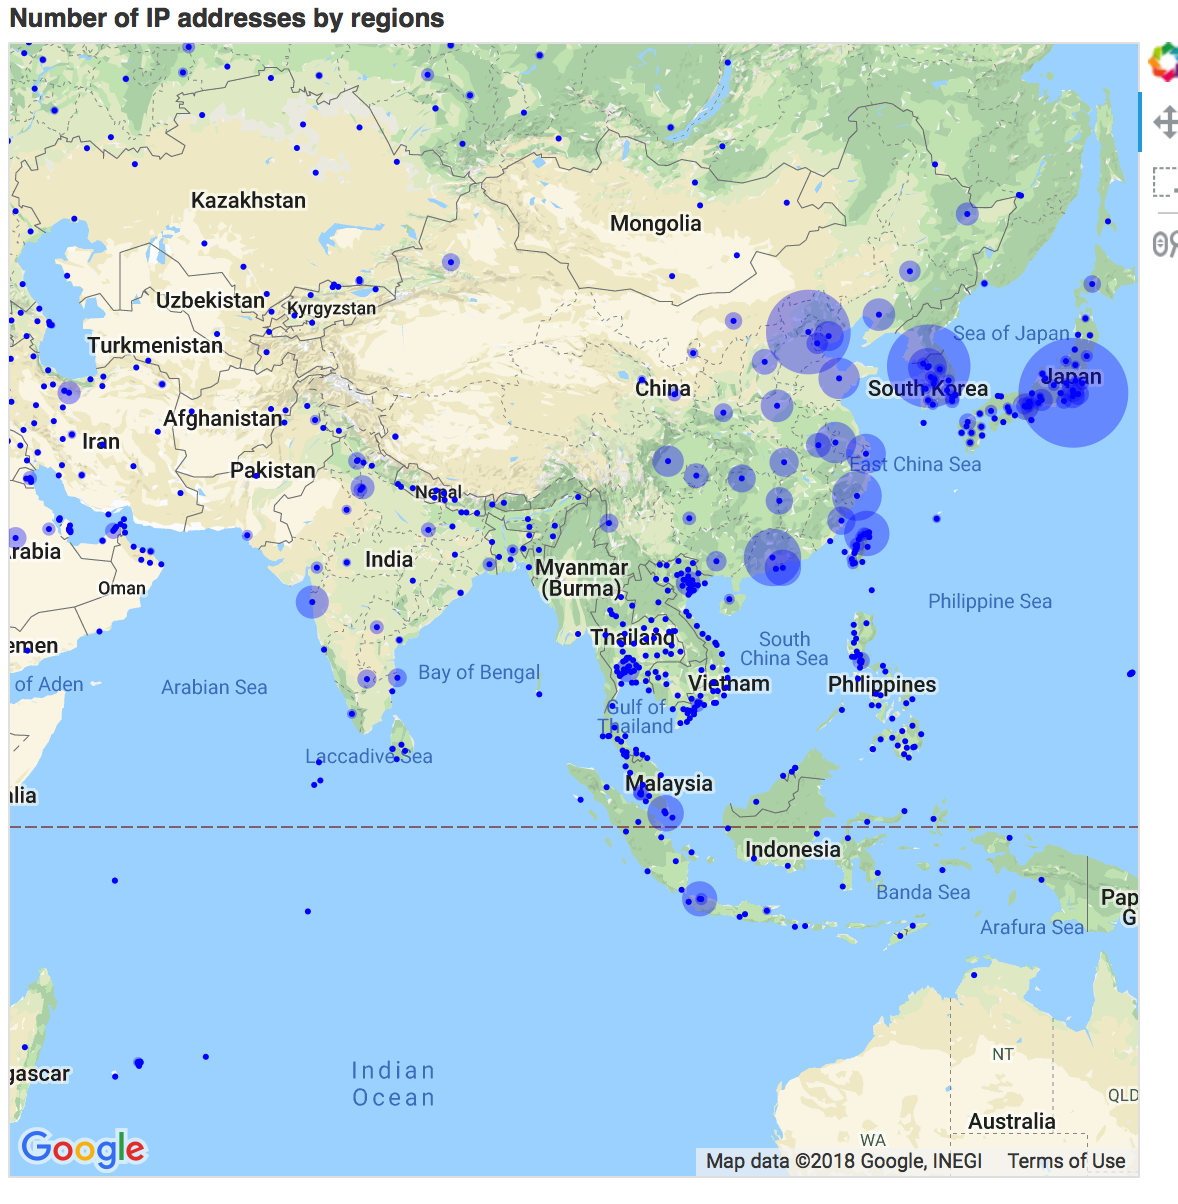 Number of IP addresses by regions
Kazakhstan
Mongolia
Uzbekistan
Kyrgyzstan
Turkmenistan
Sea of Japan
Japan
China
South Korea
Afghanistan
Iran
Pakistan
East China Sea
Nepal
rabia
India
Myanmar
(Burma)
Oman
Philippine Sea
emen
Thailand
South
China Sea
of Aden
Arabian Sea
Bay of Bengal
Vietnam
Philippines
Gulf of
Thailand
Laccadive Sea
alia
Malaysia
Indonesia
Banda Sea
Pap
G
Arafura Sea
NT
gascar
Indian
Ocean
QLD
Australia
WA
Google
Map data ©2018 Google, INEGI
Terms of Use